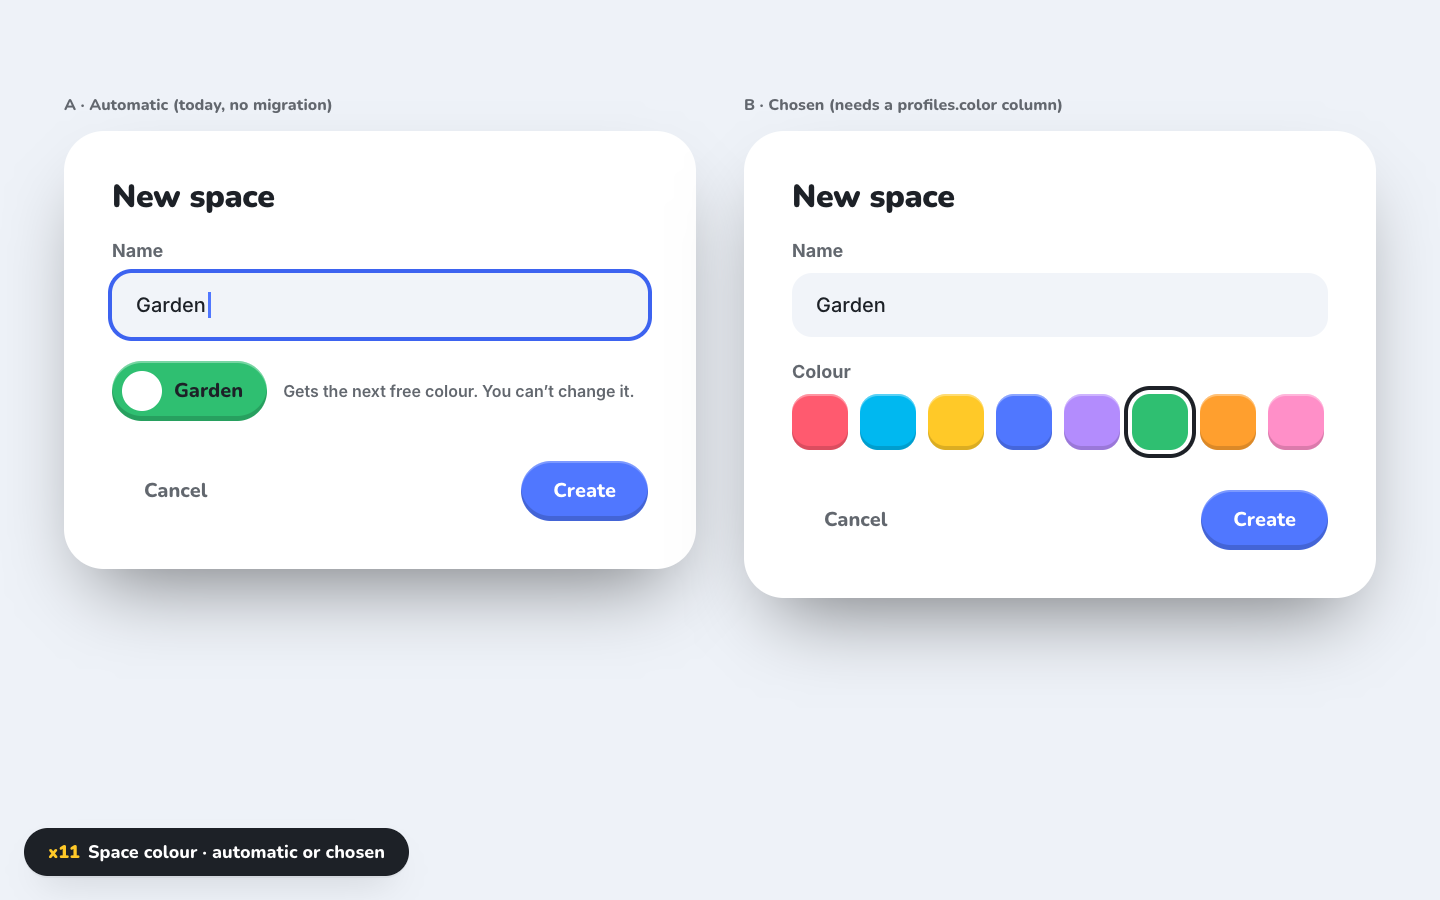 A · Automatic (today, no migration)
New space
Name
Garden
Garden
Gets the next free colour. You can’t change it.
Cancel
Create
B · Chosen (needs a profiles.color column)
New space
Name
Garden
Colour
Cancel
Create
x11 Space colour · automatic or chosen